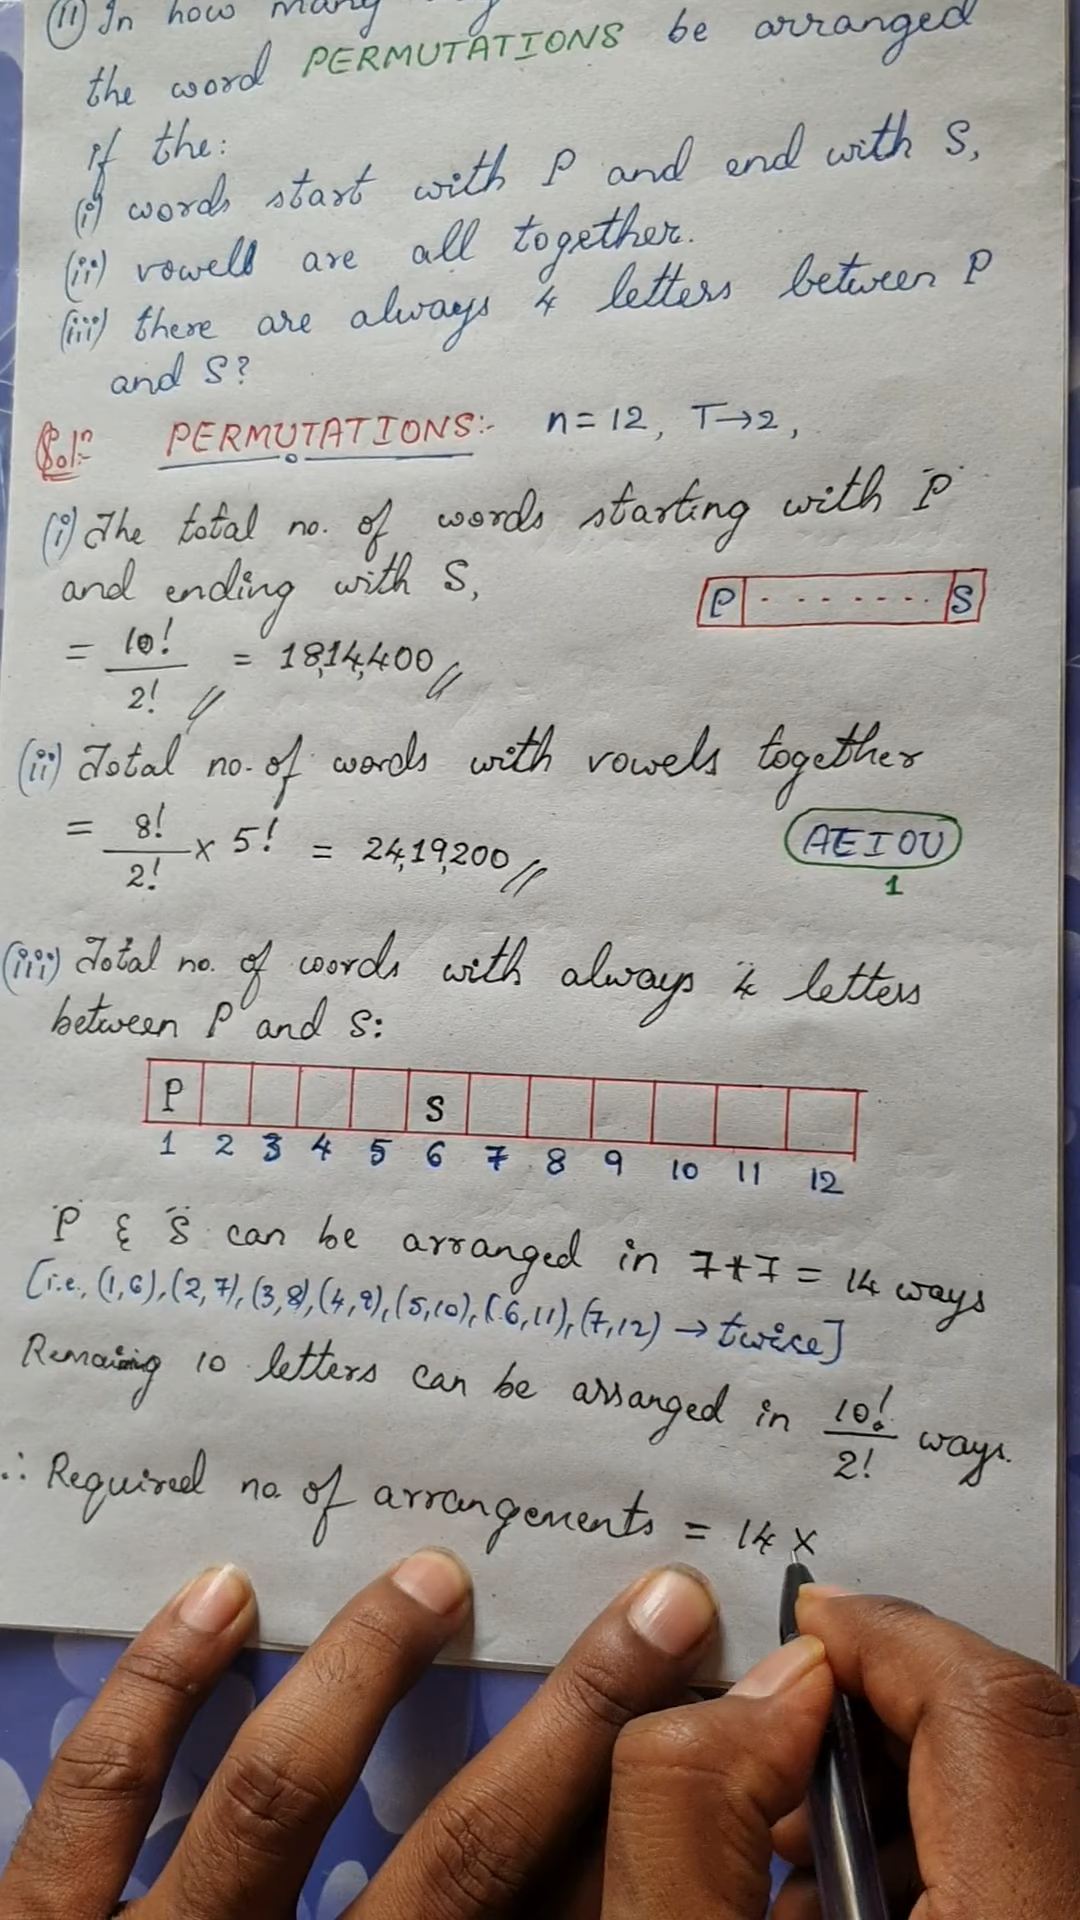 (11) In how many
the word PERMUTATIONS be arranged
if the:
(i) words start with P and end with S,
(ii) vowels are all together.
(iii) there are always 4 letters between P
and S?
Sol:n PERMUTATIONS:- n=12, T→2,
(i) The total no. of words starting with P
and ending with S,
P ........ S
= 10!/2! = 18,14,400//
(ii) Total no. of words with vowels together
= 8!/2! x 5! = 24,19,200//
AEIOU
1
(iii) Total no. of words with always 4 letters
between P and S:
P S
1 2 3 4 5 6 7 8 9 10 11 12
P & S can be arranged in 7+7 = 14 ways
[i.e., (1,6), (2,7), (3,8), (4,9), (5,10), (6,11), (7,12) → twice]
Remaining 10 letters can be arranged in 10!/2! ways.
∴ Required no. of arrangements = 14 x